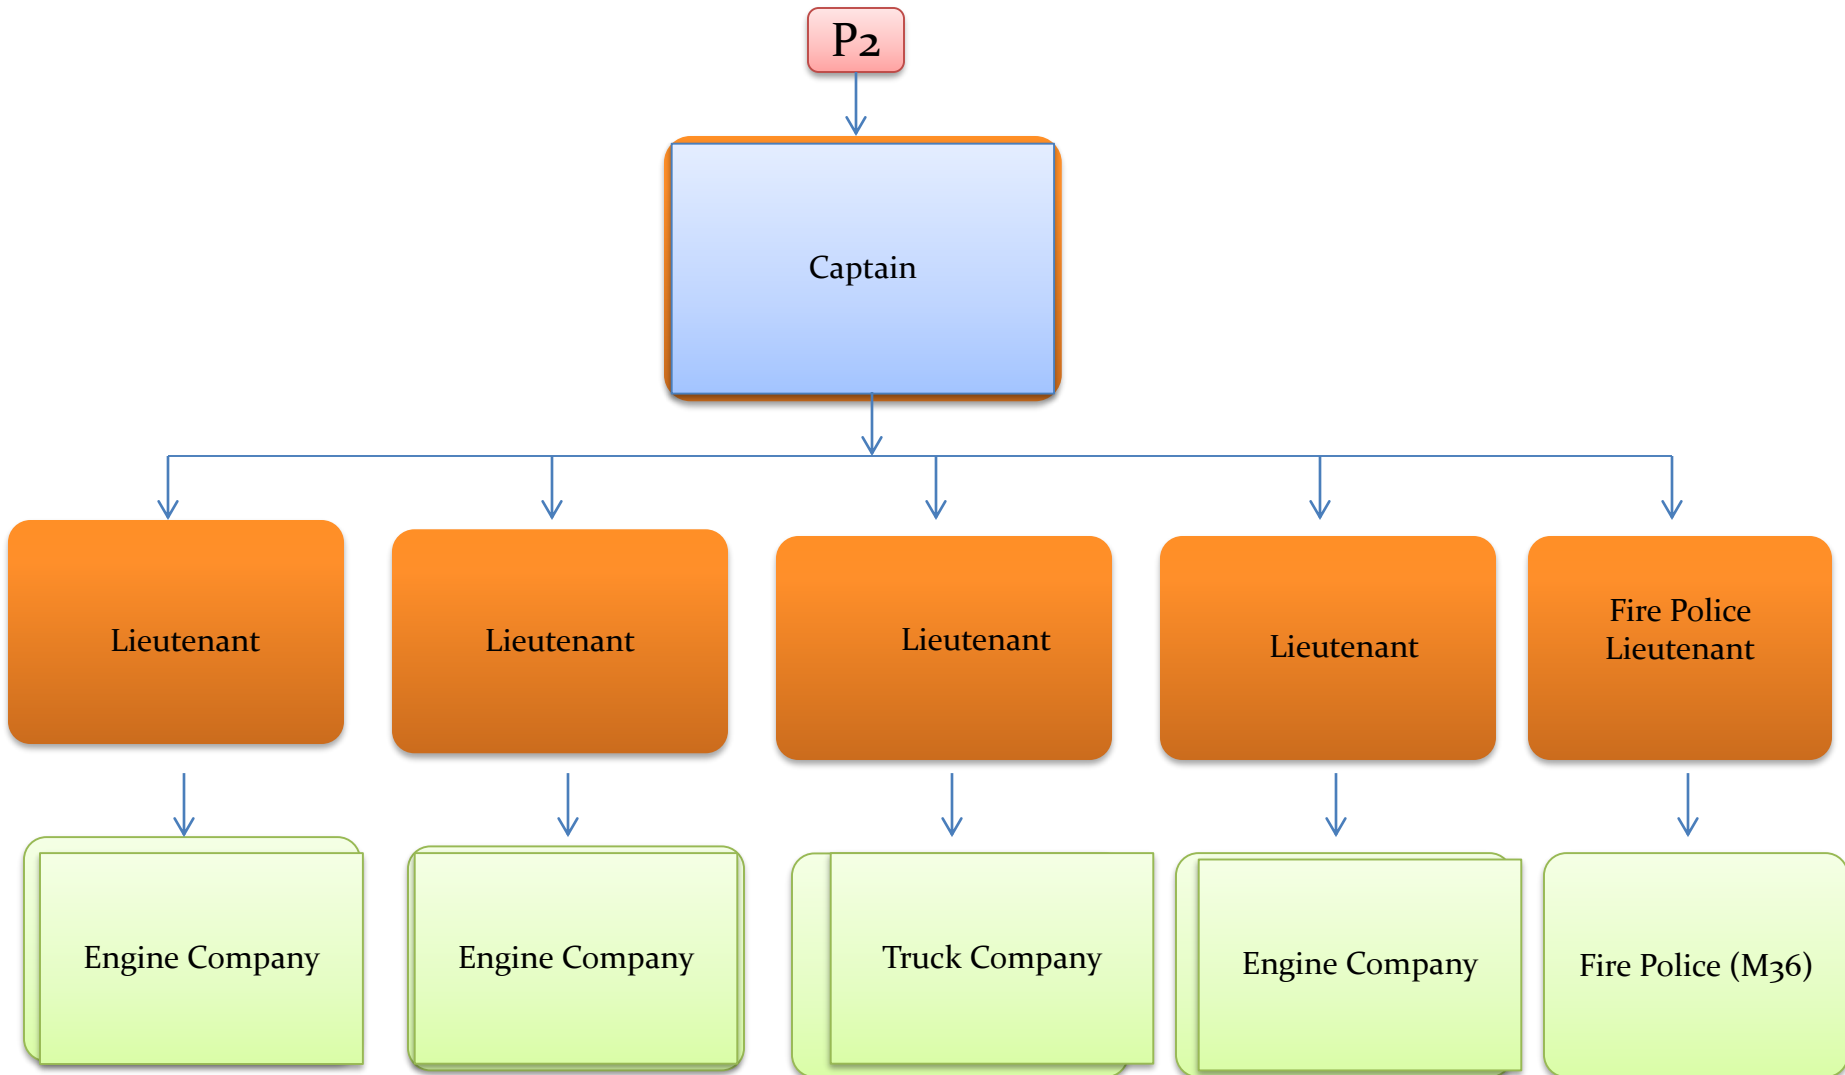 P2
Captain
Lieutenant
Lieutenant
Lieutenant
Lieutenant
Fire Police
Lieutenant
Engine Company
Engine Company
Truck Company
Engine Company
Fire Police (M36)